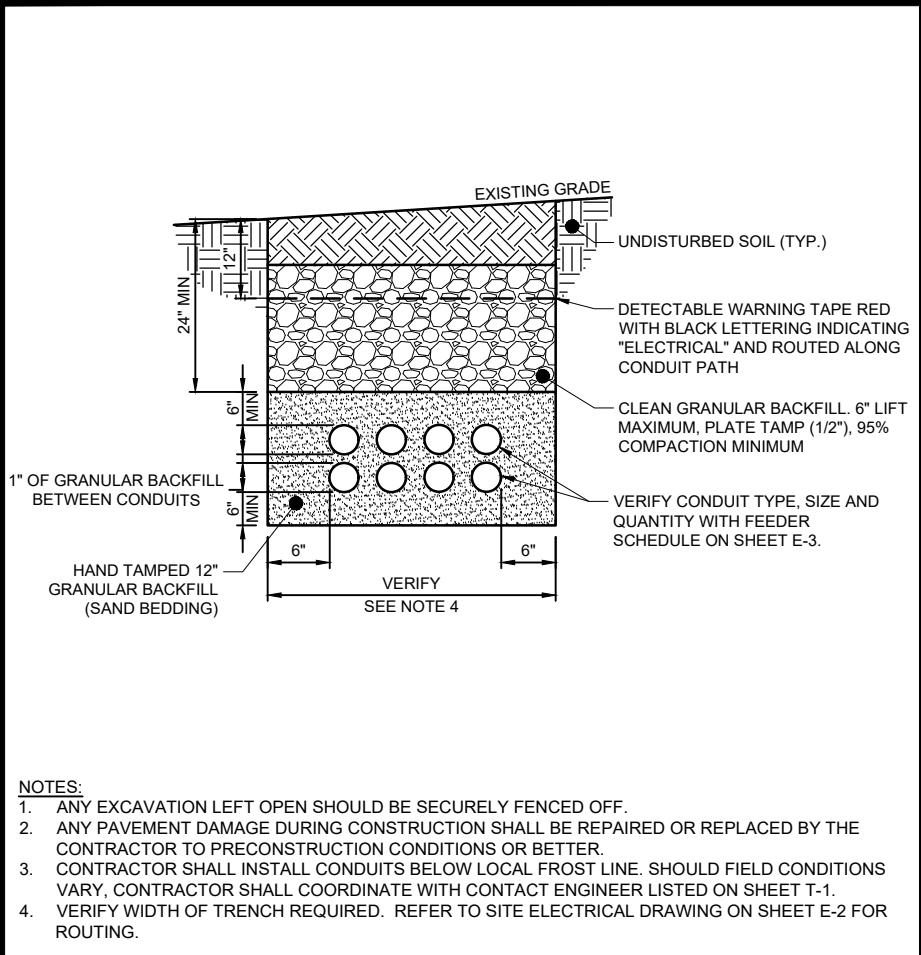 EXISTING GRADE
UNDISTURBED SOIL (TYP.)
12"
24" MIN
DETECTABLE WARNING TAPE RED
WITH BLACK LETTERING INDICATING
"ELECTRICAL" AND ROUTED ALONG
CONDUIT PATH
CLEAN GRANULAR BACKFILL. 6" LIFT
MAXIMUM, PLATE TAMP (1/2"), 95%
COMPACTION MINIMUM
6"
MIN
1" OF GRANULAR BACKFILL
BETWEEN CONDUITS
6"
MIN
VERIFY CONDUIT TYPE, SIZE AND
QUANTITY WITH FEEDER
SCHEDULE ON SHEET E-3.
6"
6"
HAND TAMPED 12"
GRANULAR BACKFILL
(SAND BEDDING)
VERIFY
SEE NOTE 4
NOTES:
1. ANY EXCAVATION LEFT OPEN SHOULD BE SECURELY FENCED OFF.
2. ANY PAVEMENT DAMAGE DURING CONSTRUCTION SHALL BE REPAIRED OR REPLACED BY THE
CONTRACTOR TO PRECONSTRUCTION CONDITIONS OR BETTER.
3. CONTRACTOR SHALL INSTALL CONDUITS BELOW LOCAL FROST LINE. SHOULD FIELD CONDITIONS
VARY, CONTRACTOR SHALL COORDINATE WITH CONTACT ENGINEER LISTED ON SHEET T-1.
4. VERIFY WIDTH OF TRENCH REQUIRED. REFER TO SITE ELECTRICAL DRAWING ON SHEET E-2 FOR
ROUTING.